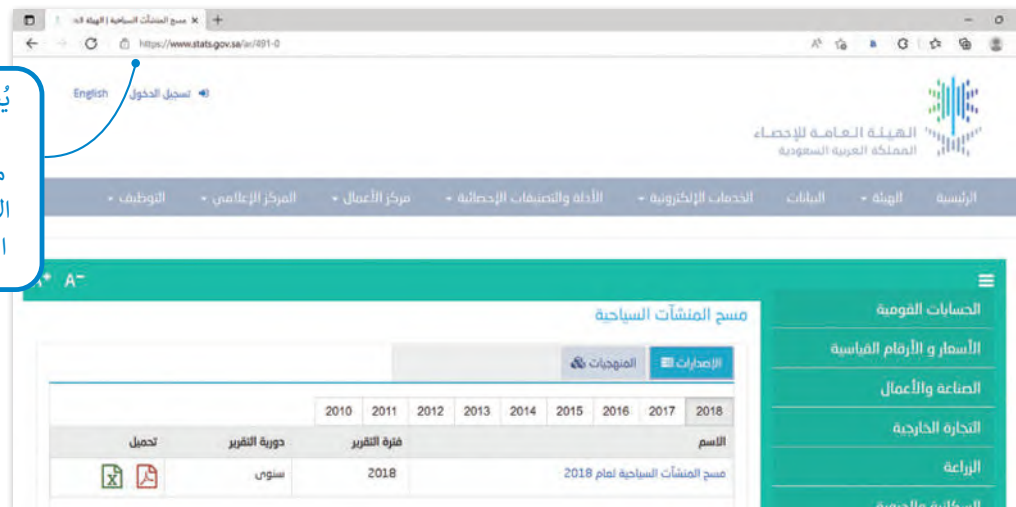 مسح المنشآت السياحية | الهيئة
https://www.stats.gov.sa/ar/491-0
تسجيل الدخول English
الهيئة العامة للإحصاء
المملكة العربية السعودية
الرئيسية الهيئة البيانات الخدمات الإلكترونية الأدلة والتصنيفات الإحصائية مركز الأعمال المركز الإعلامي التوظيف
A+ A-
الحسابات القومية
الأسعار و الأرقام القياسية
الصناعة والأعمال
التجارة الخارجية
الزراعة
مسح المنشآت السياحية
الإصدارات المنهجيات
2018 2017 2016 2015 2014 2013 2012 2011 2010
الاسم فترة التقرير دورية التقرير تحميل
مسح المنشآت السياحية لعام 2018 2018 سنوي